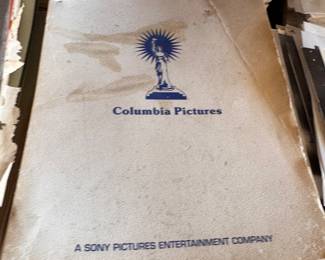 Columbia Pictures
A SONY PICTURES ENTERTAINMENT COMPANY